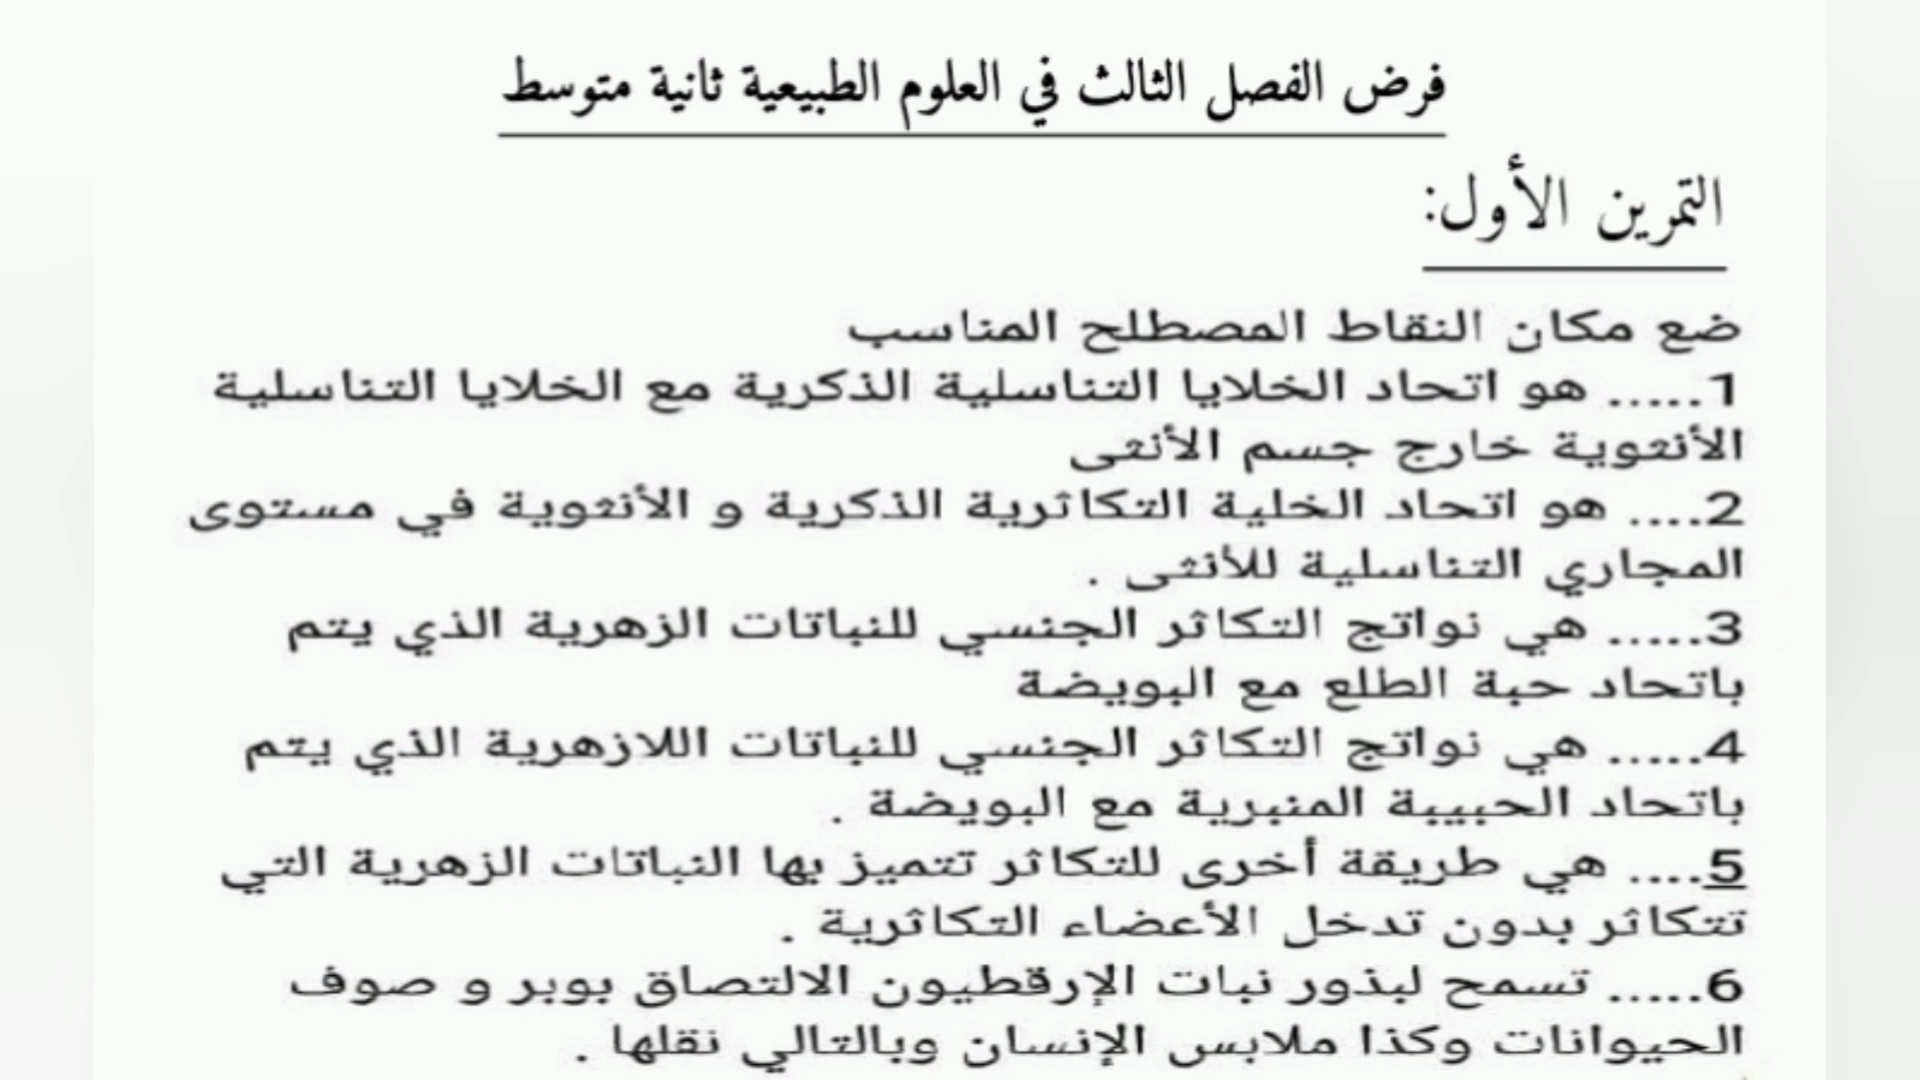 فرض الفصل الثالث في العلوم الطبيعية ثانية متوسط
التمرين الأول:
ضع مكان النقاط المصطلح المناسب
1..... هو اتحاد الخلايا التناسلية الذكرية مع الخلايا التناسلية
الأنثوية خارج جسم الأنثى
2.... هو اتحاد الخلية التكاثرية الذكرية و الأنثوية في مستوى
المجاري التناسلية للأنثى .
3..... هي نواتج التكاثر الجنسي للنباتات الزهرية الذي يتم
باتحاد حبة الطلع مع البويضة
4..... هي نواتج التكاثر الجنسي للنباتات اللازهرية الذي يتم
باتحاد الحبيبة المنبرية مع البويضة .
5.... هي طريقة أخرى للتكاثر تتميز بها النباتات الزهرية التي
تتكاثر بدون تدخل الأعضاء التكاثرية .
6..... تسمح لبذور نبات الإرقطيون الالتصاق بوبر و صوف
الحيوانات وكذا ملابس الإنسان وبالتالي نقلها .